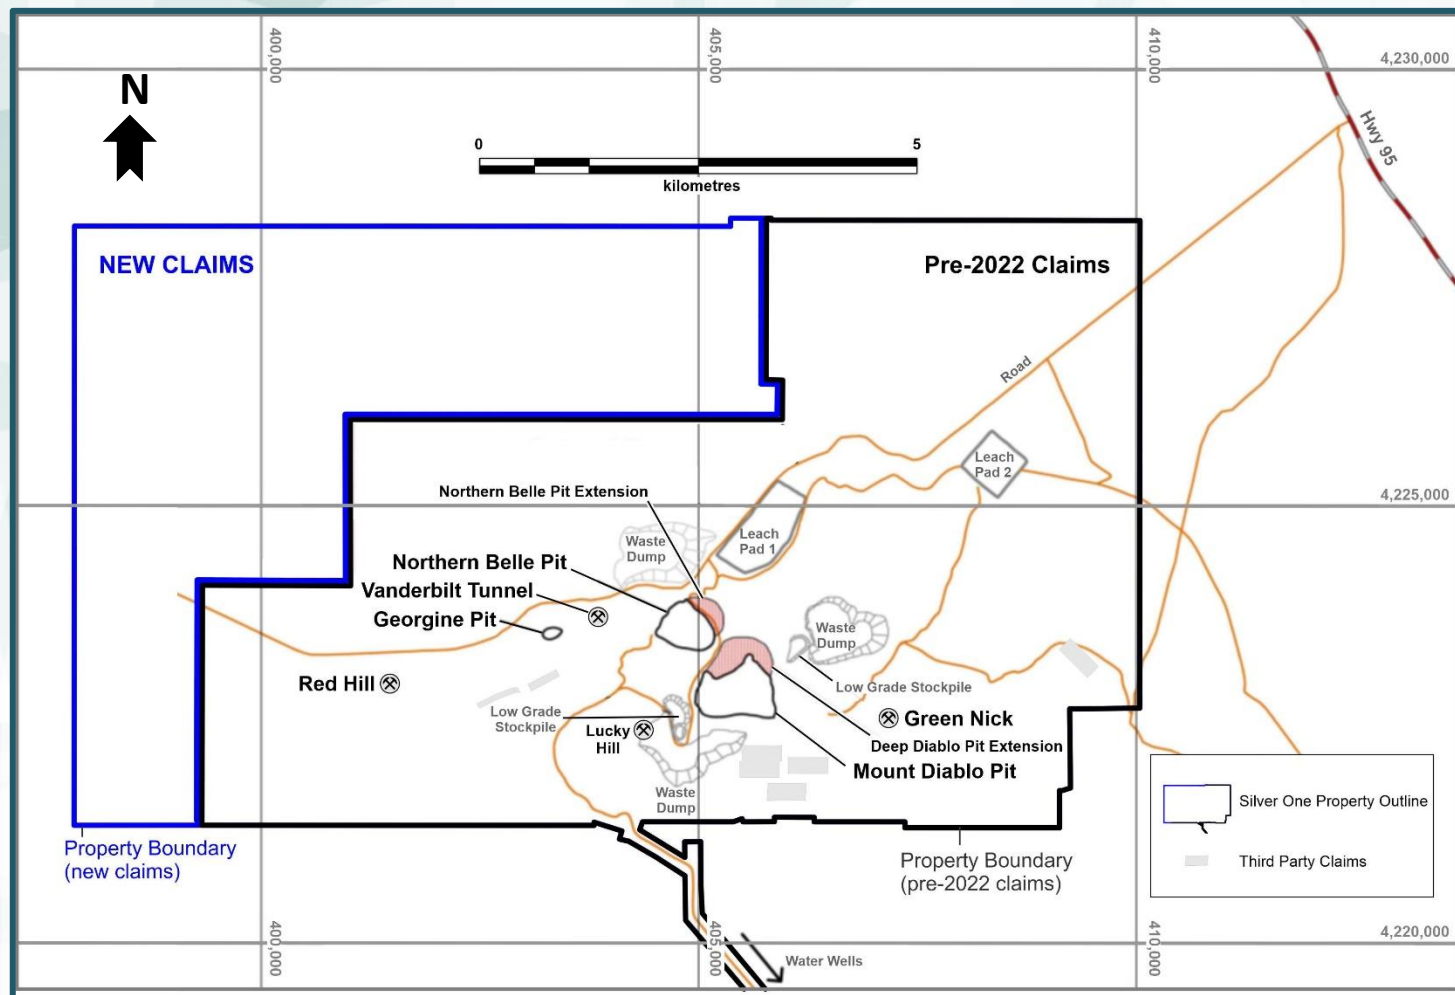 400,000
405,000
410,000
4,230,000
N
Hwy 95
0
5
kilometres
NEW CLAIMS
Pre-2022 Claims
Road
Leach
Pad 2
Northern Belle Pit Extension
4,225,000
Waste
Dump
Leach
Pad 1
Northern Belle Pit
Vanderbilt Tunnel
Georgine Pit
Waste
Dump
Red Hill
Low Grade Stockpile
Low Grade
Stockpile
Lucky
Hill
Green Nick
Deep Diablo Pit Extension
Mount Diablo Pit
Waste
Dump
Silver One Property Outline
Third Party Claims
Property Boundary
(new claims)
Property Boundary
(pre-2022 claims)
4,220,000
400,000
405,000
410,000
Water Wells